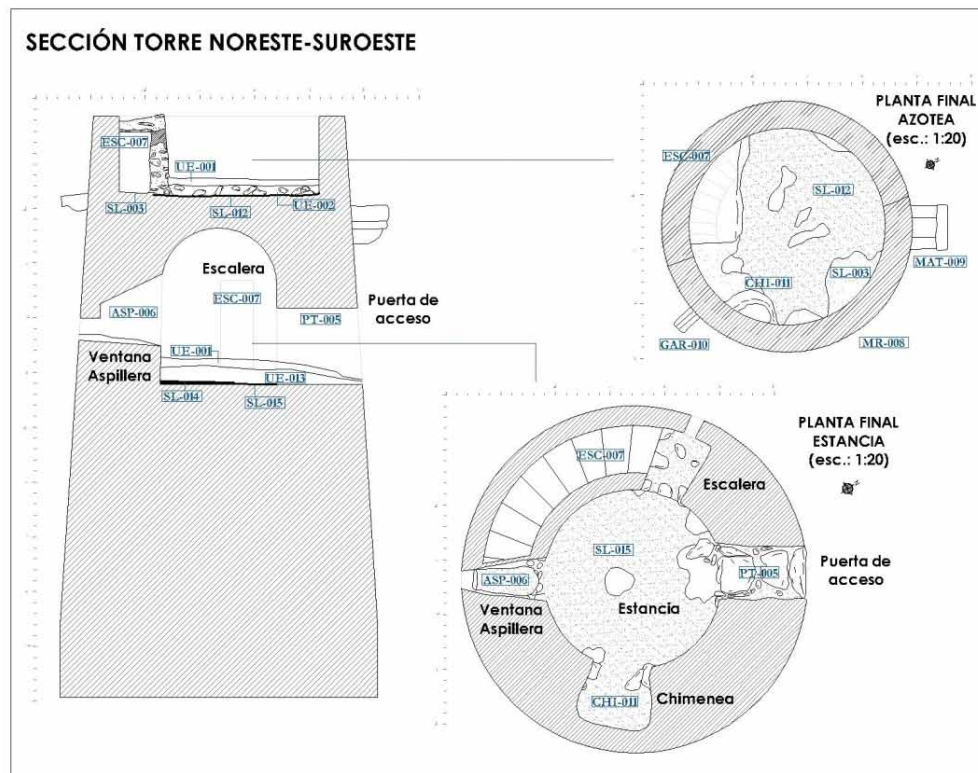 SECCIÓN TORRE NORESTE-SUROESTE
ESC-007
UE-001
SL-003
SL-012
UE-002
Escalera
ESC-007
ASP-006
PT-005
Puerta de
acceso
Ventana
Aspillera
UE-001
UE-013
SL-014
SL-015
PLANTA FINAL
AZOTEA
(esc.: 1:20)
ESC-007
SL-012
MAT-009
SL-003
CHI-011
GAR-010
MR-008
PLANTA FINAL
ESTANCIA
(esc.: 1:20)
ESC-007
Escalera
SL-015
PT-005
Puerta de
acceso
ASP-006
Ventana
Aspillera
Estancia
CHI-011
Chimenea